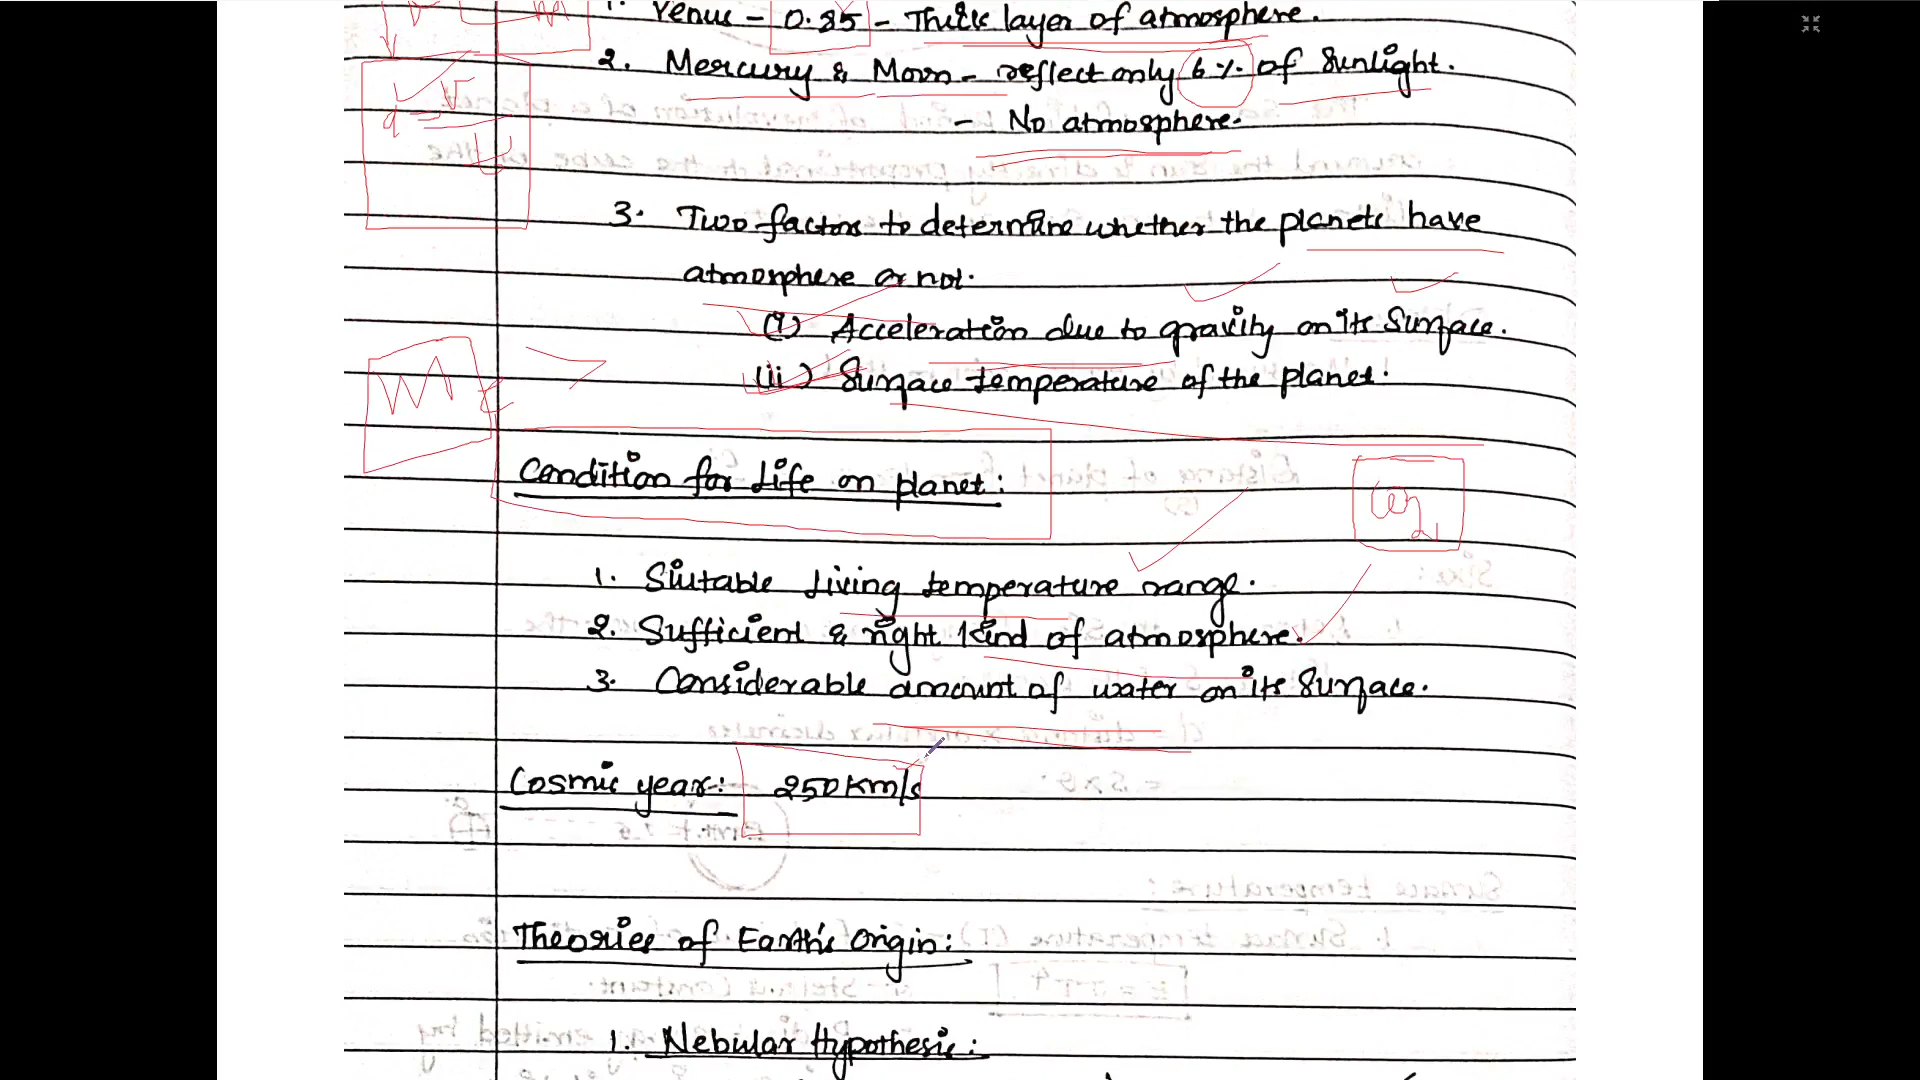 1. Venus - 0.85 - Thick layer of atmosphere.
2. Mercury & Moon - reflect only 6% of Sunlight.
- No atmosphere.
3. Two factors to determine whether the planets have
atmosphere or not.
(i) Acceleration due to gravity on its Surface.
(ii) Surface temperature of the planet.
Condition for Life on planet:
1. Suitable living temperature range.
2. Sufficient & right kind of atmosphere.
3. Considerable amount of water on its Surface.
Cosmic year: 250 Km/s
Theories of Earth's Origin:
1. Nebular Hypothesis: